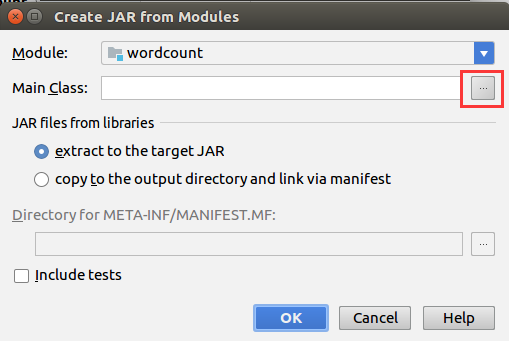 Create JAR from Modules
Module: wordcount
Main Class: ...
JAR files from libraries
extract to the target JAR
copy to the output directory and link via manifest
Directory for META-INF/MANIFEST.MF:
...
Include tests
OK Cancel Help